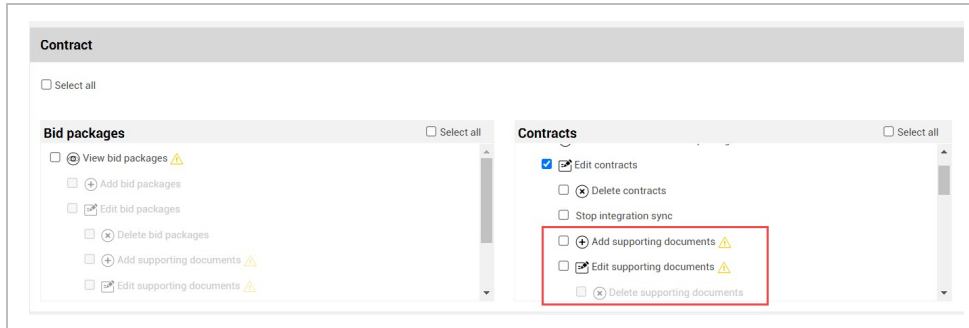 Contract
Select all
Bid packages
Select all
View bid packages
Add bid packages
Edit bid packages
Delete bid packages
Add supporting documents
Edit supporting documents
Contracts
Select all
Edit contracts
Delete contracts
Stop integration sync
Add supporting documents
Edit supporting documents
Delete supporting documents